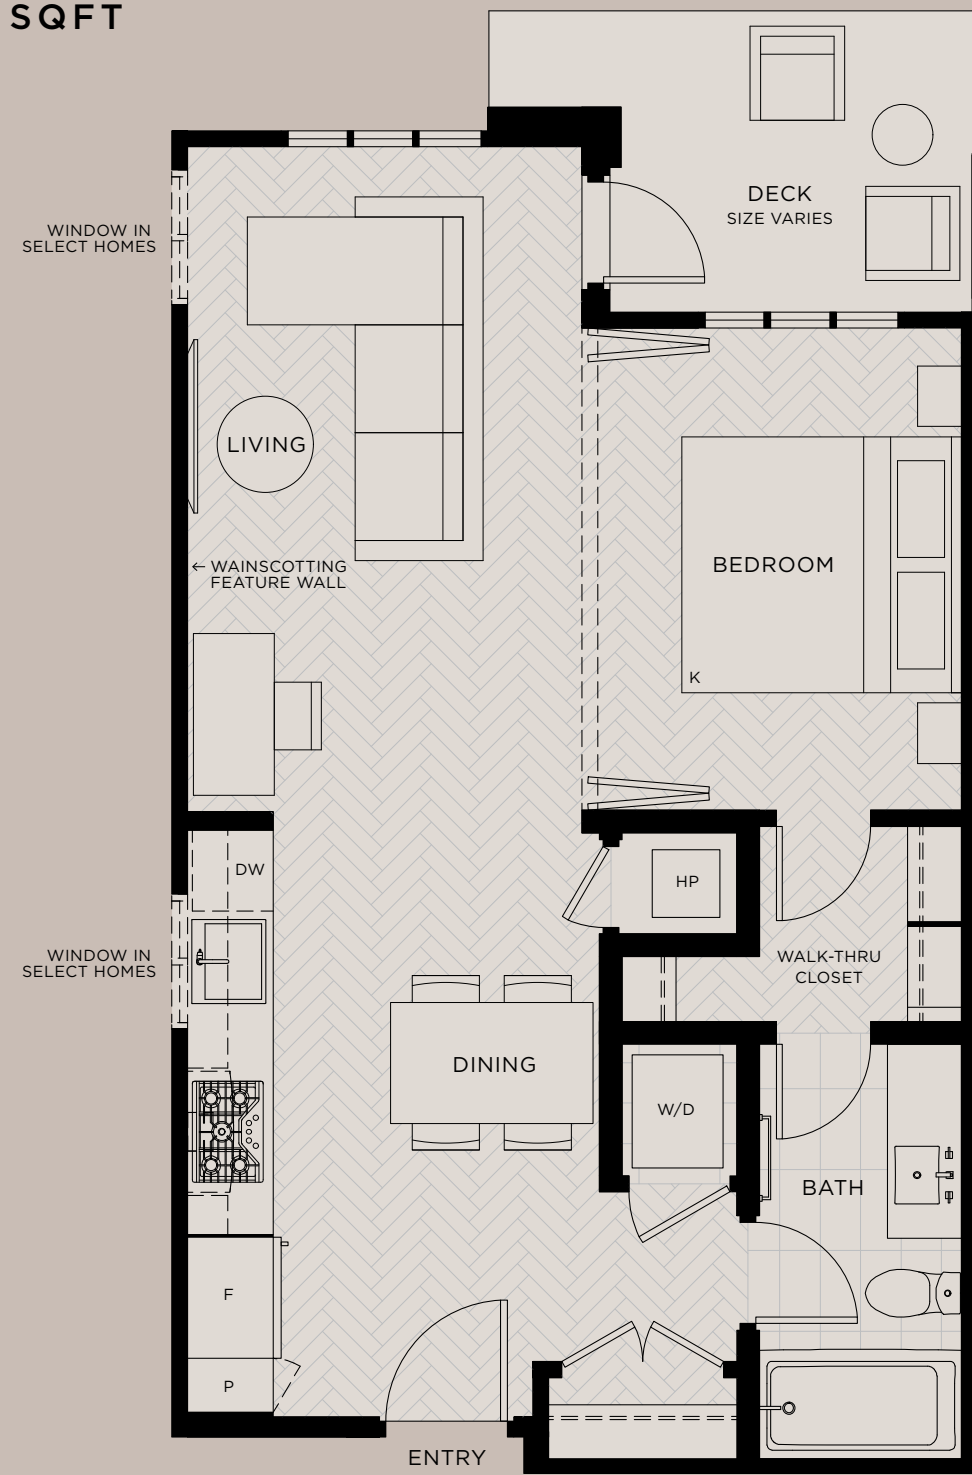 SQFT
DECK
SIZE VARIES
WINDOW IN
SELECT HOMES
LIVING
← WAINSCOTTING
FEATURE WALL
BEDROOM
K
DW
HP
WINDOW IN
SELECT HOMES
WALK-THRU
CLOSET
DINING
W/D
BATH
F
P
ENTRY